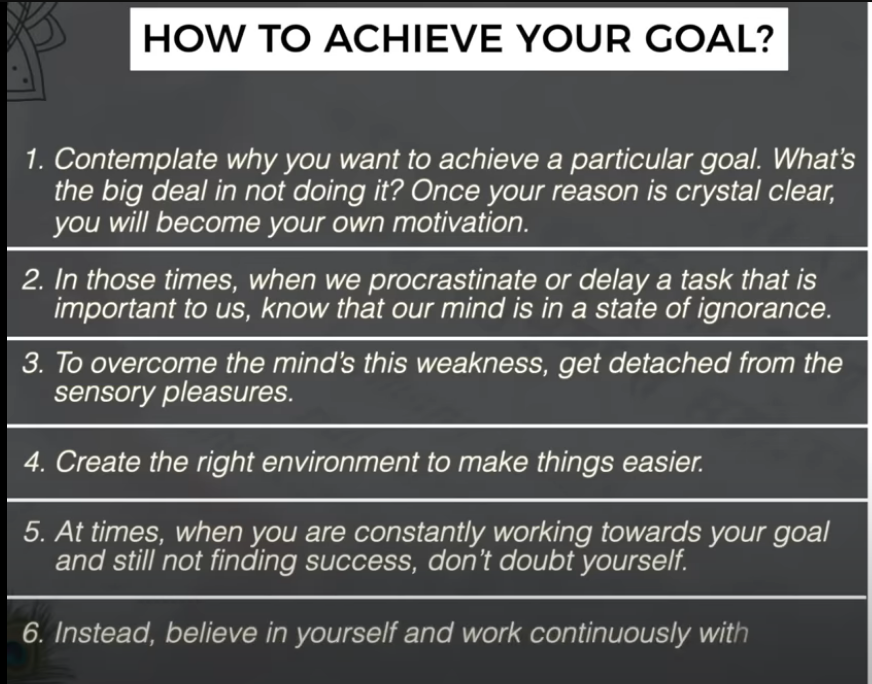 HOW TO ACHIEVE YOUR GOAL?
1. Contemplate why you want to achieve a particular goal. What's
the big deal in not doing it? Once your reason is crystal clear,
you will become your own motivation.
2. In those times, when we procrastinate or delay a task that is
important to us, know that our mind is in a state of ignorance.
3. To overcome the mind's this weakness, get detached from the
sensory pleasures.
4. Create the right environment to make things easier.
5. At times, when you are constantly working towards your goal
and still not finding success, don't doubt yourself.
6. Instead, believe in yourself and work continuously with